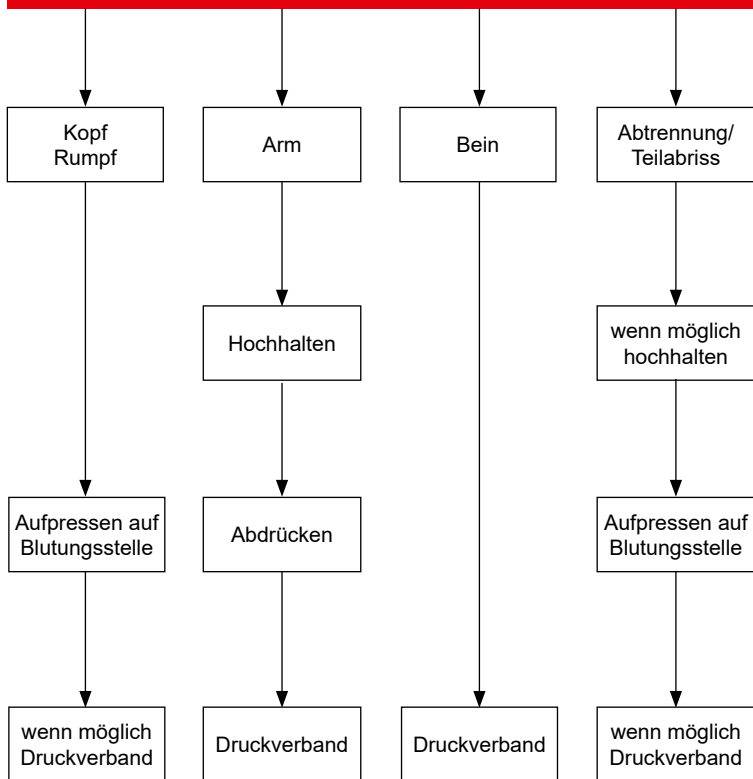 Kopf
Rumpf
Arm
Bein
Abtrennung/
Teilabriss
Hochhalten
wenn möglich
hochhalten
Aufpressen auf
Blutungsstelle
Abdrücken
Aufpressen auf
Blutungsstelle
wenn möglich
Druckverband
Druckverband
Druckverband
wenn möglich
Druckverband